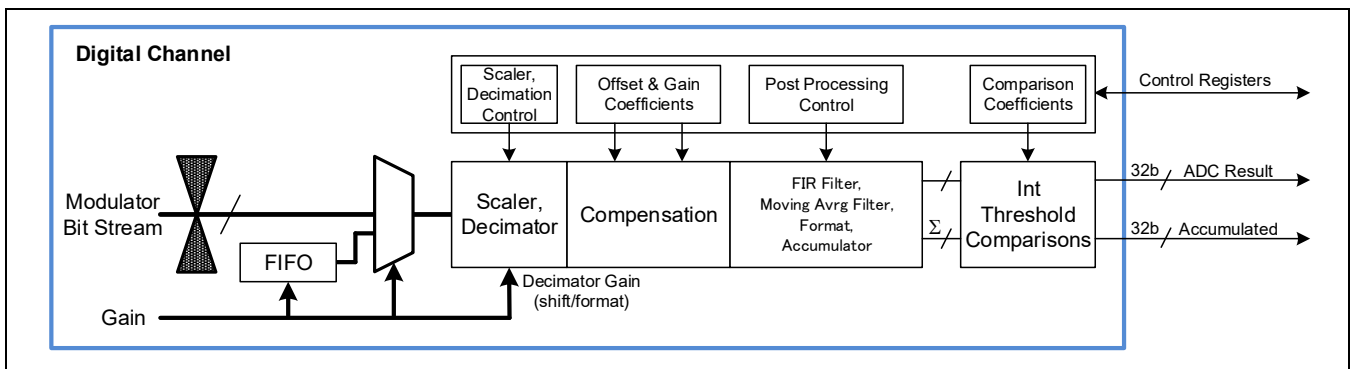 Digital Channel
Scaler,
Decimation
Control
Offset & Gain
Coefficients
Post Processing
Control
Comparison
Coefficients
Control Registers
Modulator
Bit Stream
FIFO
Gain
Scaler,
Decimator
Decimator Gain
(shift/format)
Compensation
FIR Filter,
Moving Avrg Filter,
Format,
Accumulator
Σ
Int
Threshold
Comparisons
32b ADC Result
32b Accumulated